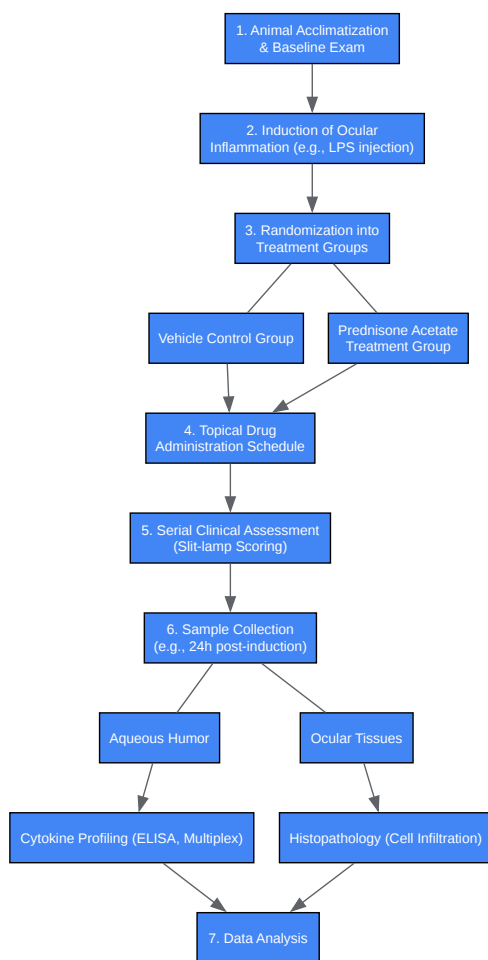 1. Animal Acclimatization
& Baseline Exam
2. Induction of Ocular
Inflammation (e.g., LPS injection)
3. Randomization into
Treatment Groups
Vehicle Control Group
Prednisone Acetate
Treatment Group
4. Topical Drug
Administration Schedule
5. Serial Clinical Assessment
(Slit-lamp Scoring)
6. Sample Collection
(e.g., 24h post-induction)
Aqueous Humor
Ocular Tissues
Cytokine Profiling (ELISA, Multiplex)
Histopathology (Cell Infiltration)
7. Data Analysis